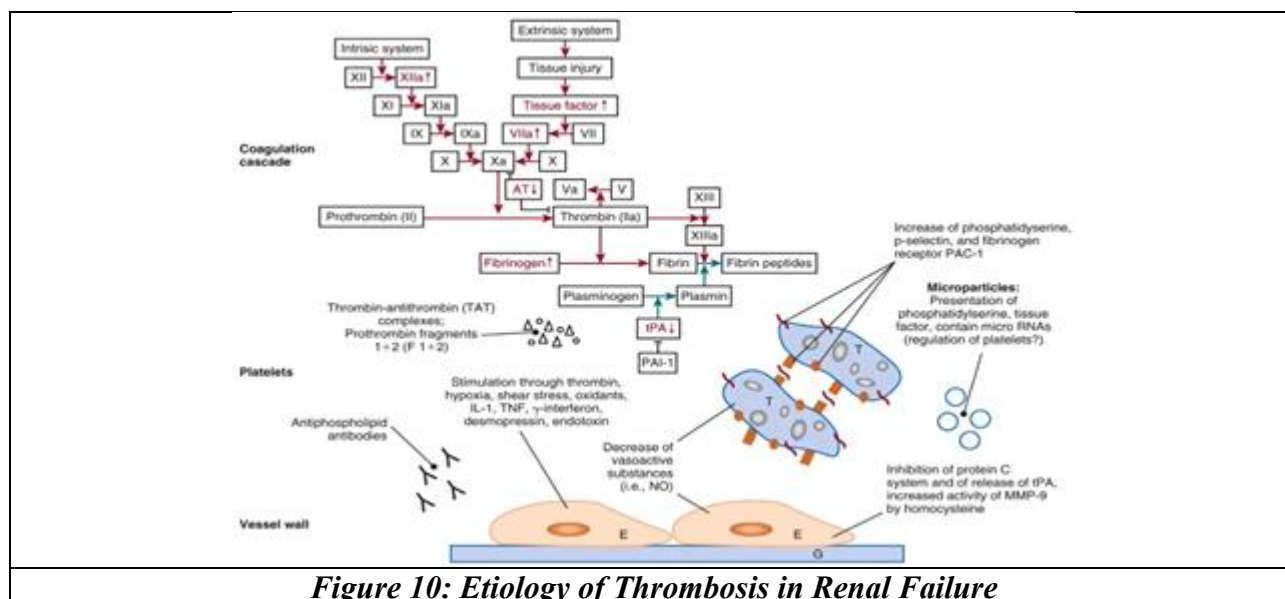 Extrinsic system
Intrisic system
Tissue injury
XII
XIIa↑
XI
XIa
Tissue factor ↑
IX
IXa
VIIa↑
VII
Coagulation
cascade
X
Xa
X
AT↓
Va
V
XIII
Prothrombin (II)
Thrombin (IIa)
XIIIa
Fibrinogen↑
Fibrin
Fibrin peptides
Plasminogen
Plasmin
tPA↓
PAI-1
Increase of phosphatidyserine,
p-selectin, and fibrinogen
receptor PAC-1
Microparticles:
Presentation of
phosphatidylserine, tissue
factor, contain micro RNAs
(regulation of platelets?)
Thrombin-antithrombin (TAT)
complexes;
Prothrombin fragments
1+2 (F 1+2)
Platelets
Stimulation through thrombin,
hypoxia, shear stress, oxidants,
IL-1, TNF, γ-interferon,
desmopressin, endotoxin
T
T
Antiphospholipid
antibodies
Decrease of
vasoactive
substances
(i.e., NO)
Inhibition of protein C
system and of release of tPA,
increased activity of MMP-9
by homocysteine
Vessel wall
E
E
G
Figure 10: Etiology of Thrombosis in Renal Failure